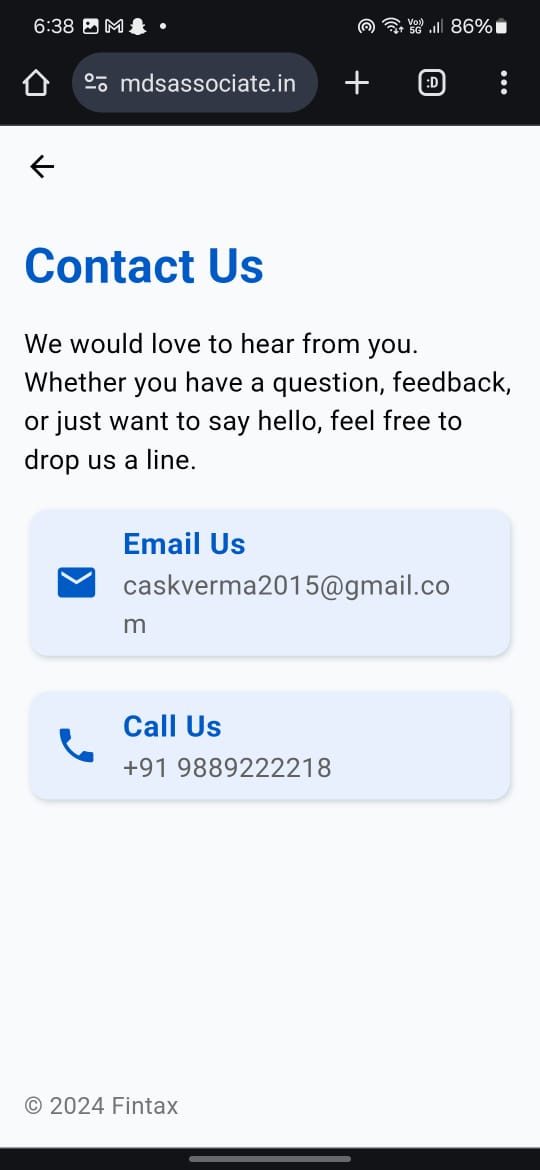 6:38
Vo))
5G
86%
mdsassociate.in
:D
Contact Us
We would love to hear from you.
Whether you have a question, feedback,
or just want to say hello, feel free to
drop us a line.
Email Us
caskverma2015@gmail.co
m
Call Us
+91 9889222218
© 2024 Fintax